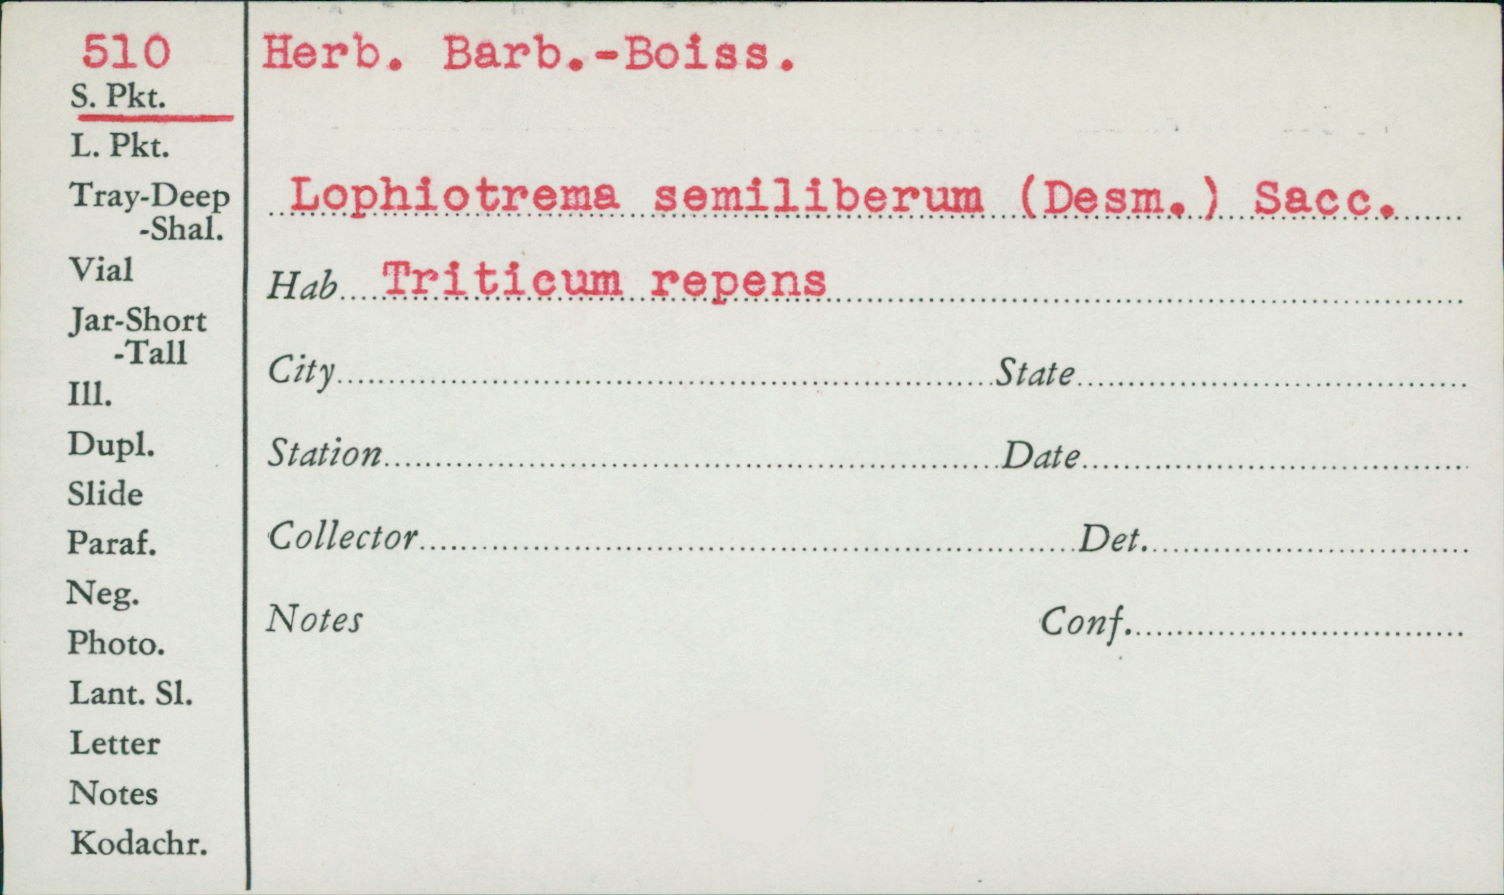 510
S. Pkt.
L. Pkt.
Tray-Deep
-Shal.
Vial
Jar-Short
-Tall
Ill.
Dupl.
Slide
Paraf.
Neg.
Photo.
Lant. Sl.
Letter
Notes
Kodachr.
Herb. Barb.-Boiss.
Lophiotrema semiliberum (Desm.) Sacc.
Hab Triticum repens
City State
Station Date
Collector Det.
Notes Conf.